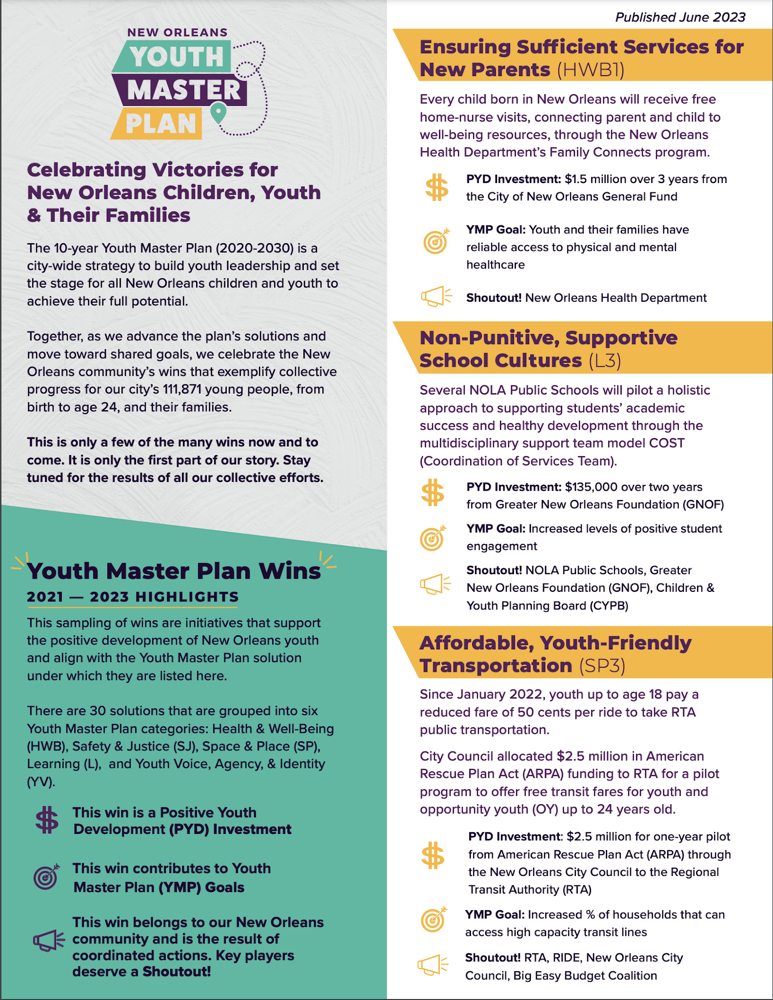 NEW ORLEANS
YOUTH
MASTER
PLAN
Celebrating Victories for
New Orleans Children, Youth
& Their Families
The 10-year Youth Master Plan (2020-2030) is a
city-wide strategy to build youth leadership and set
the stage for all New Orleans children and youth to
achieve their full potential.
Together, as we advance the plan's solutions and
move toward shared goals, we celebrate the New
Orleans community's wins that exemplify collective
progress for our city's 111,871 young people, from
birth to age 24, and their families.
This is only a few of the many wins now and to
come. It is only the first part of our story. Stay
tuned for the results of all our collective efforts.
Youth Master Plan Wins
2021 — 2023 HIGHLIGHTS
This sampling of wins are initiatives that support
the positive development of New Orleans youth
and align with the Youth Master Plan solution
under which they are listed here.
There are 30 solutions that are grouped into six
Youth Master Plan categories: Health & Well-Being
(HWB), Safety & Justice (SJ), Space & Place (SP),
Learning (L),  and Youth Voice, Agency, & Identity
(YV).
This win is a Positive Youth
Development (PYD) Investment
This win contributes to Youth
Master Plan (YMP) Goals
This win belongs to our New Orleans
community and is the result of
coordinated actions. Key players
deserve a Shoutout!
Published June 2023
Ensuring Sufficient Services for
New Parents (HWB1)
Every child born in New Orleans will receive free
home-nurse visits, connecting parent and child to
well-being resources, through the New Orleans
Health Department's Family Connects program.
PYD Investment: $1.5 million over 3 years from
the City of New Orleans General Fund
YMP Goal: Youth and their families have
reliable access to physical and mental
healthcare
Shoutout! New Orleans Health Department
Non-Punitive, Supportive
School Cultures (L3)
Several NOLA Public Schools will pilot a holistic
approach to supporting students' academic
success and healthy development through the
multidisciplinary support team model COST
(Coordination of Services Team).
PYD Investment: $135,000 over two years
from Greater New Orleans Foundation (GNOF)
YMP Goal: Increased levels of positive student
engagement
Shoutout! NOLA Public Schools, Greater
New Orleans Foundation (GNOF), Children &
Youth Planning Board (CYPB)
Affordable, Youth-Friendly
Transportation (SP3)
Since January 2022, youth up to age 18 pay a
reduced fare of 50 cents per ride to take RTA
public transportation.
City Council allocated $2.5 million in American
Rescue Plan Act (ARPA) funding to RTA for a pilot
program to offer free transit fares for youth and
opportunity youth (OY) up to 24 years old.
PYD Investment: $2.5 million for one-year pilot
from American Rescue Plan Act (ARPA) through
the New Orleans City Council to the Regional
Transit Authority (RTA)
YMP Goal: Increased % of households that can
access high capacity transit lines
Shoutout! RTA, RIDE, New Orleans City
Council, Big Easy Budget Coalition